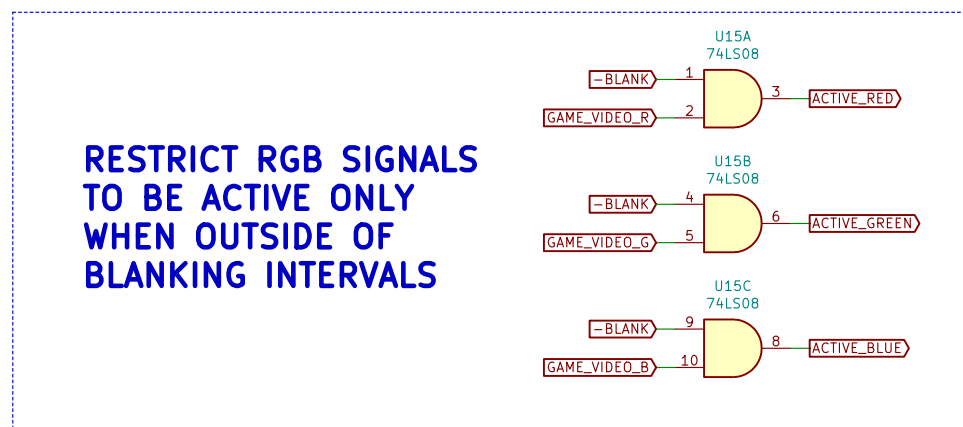 RESTRICT RGB SIGNALS
TO BE ACTIVE ONLY
WHEN OUTSIDE OF
BLANKING INTERVALS
U15A
74LS08
-BLANK
1
GAME_VIDEO_R
2
3
ACTIVE_RED
U15B
74LS08
-BLANK
4
GAME_VIDEO_G
5
6
ACTIVE_GREEN
U15C
74LS08
-BLANK
9
GAME_VIDEO_B
10
8
ACTIVE_BLUE